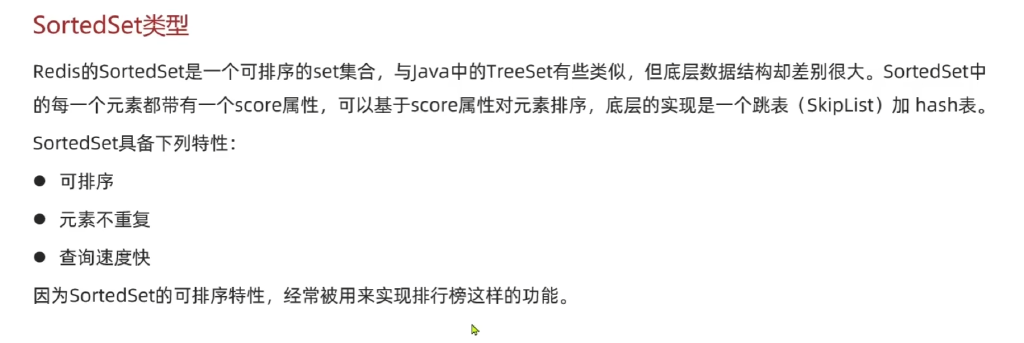 SortedSet类型
Redis的SortedSet是一个可排序的set集合，与Java中的TreeSet有些类似，但底层数据结构却差别很大。SortedSet中
的每一个元素都带有一个score属性，可以基于score属性对元素排序，底层的实现是一个跳表（SkipList）加 hash表。
SortedSet具备下列特性：
● 可排序
● 元素不重复
● 查询速度快
因为SortedSet的可排序特性，经常被用来实现排行榜这样的功能。